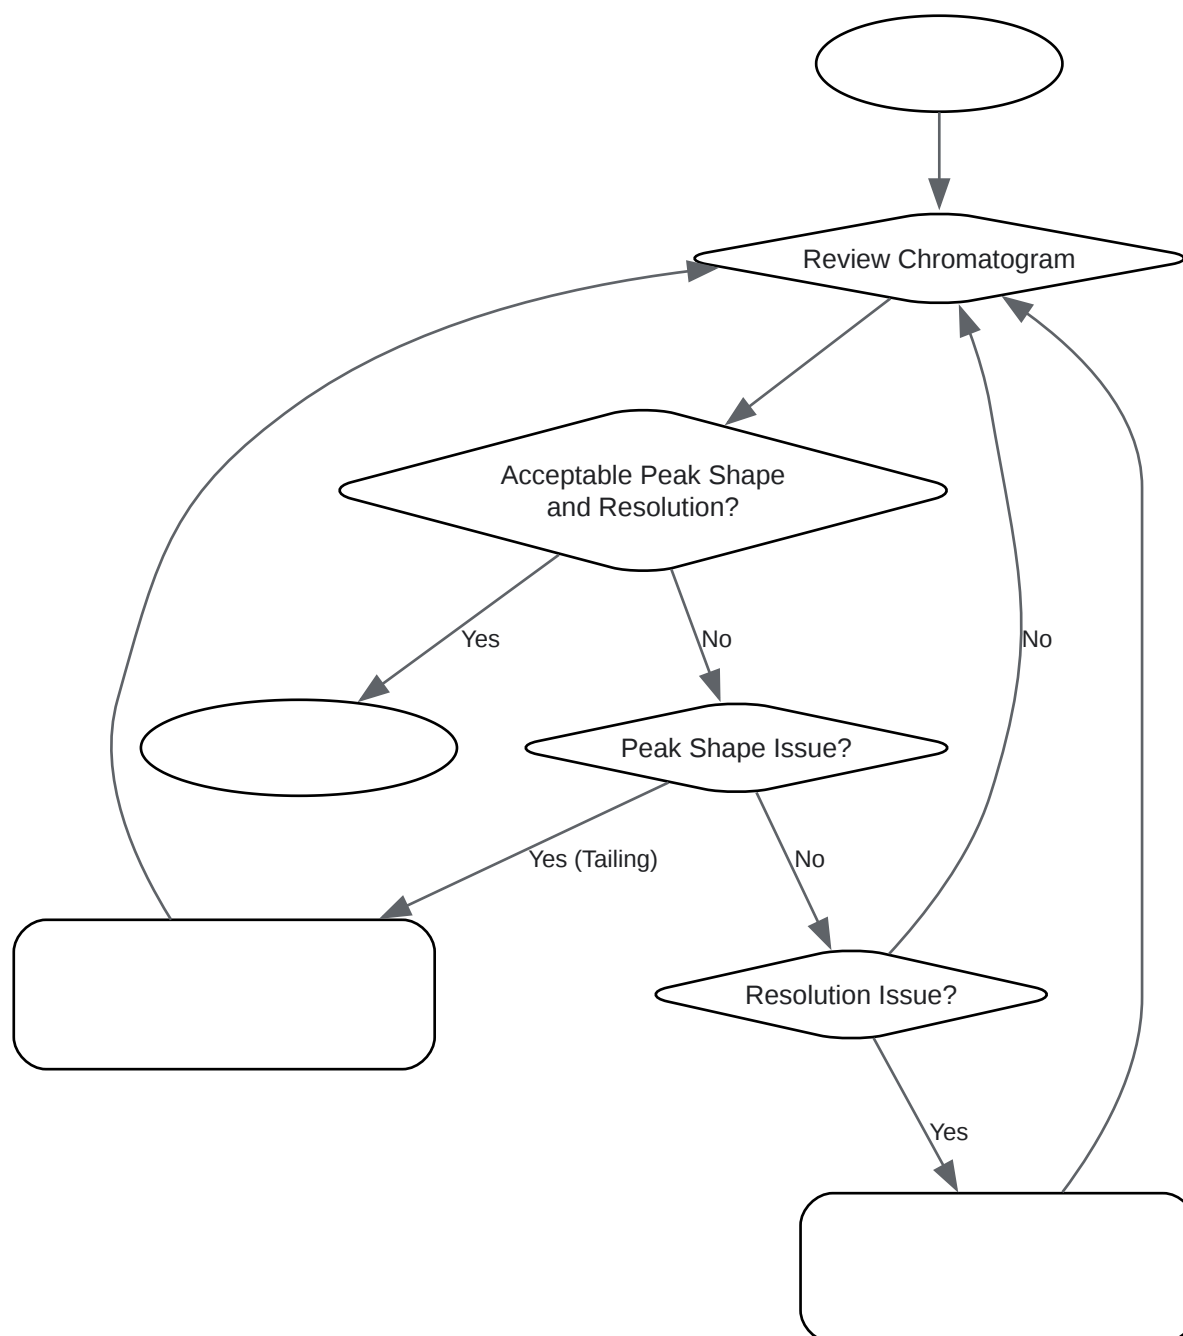 Review Chromatogram
Acceptable Peak Shape
and Resolution?
Yes
No
No
Peak Shape Issue?
Yes (Tailing)
No
Resolution Issue?
Yes